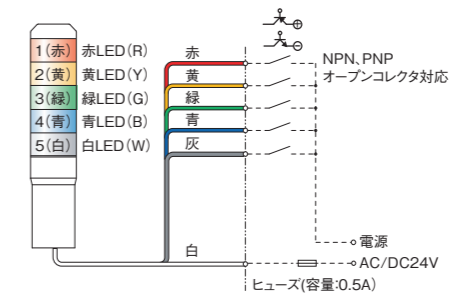 1(赤) 赤LED(R)
2(黄) 黄LED(Y)
3(緑) 緑LED(G)
4(青) 青LED(B)
5(白) 白LED(W)
赤
黄
緑
青
灰
白
⊕
⊖
NPN、PNP
オープンコレクタ対応
電源
AC/DC24V
ヒューズ(容量:0.5A)